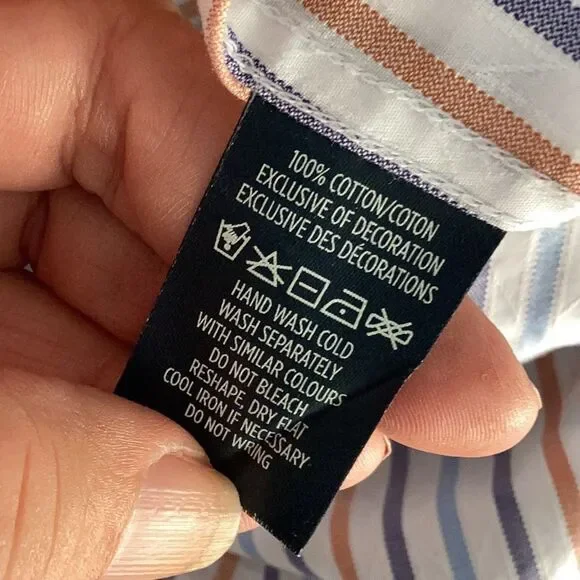 100% COTTON/COTON
EXCLUSIVE OF DECORATION
EXCLUSIVE DES DÉCORATIONS
HAND WASH COLD
WASH SEPARATELY
WITH SIMILAR COLOURS
DO NOT BLEACH
RESHAPE, DRY FLAT
COOL IRON IF NECESSARY
DO NOT WRING